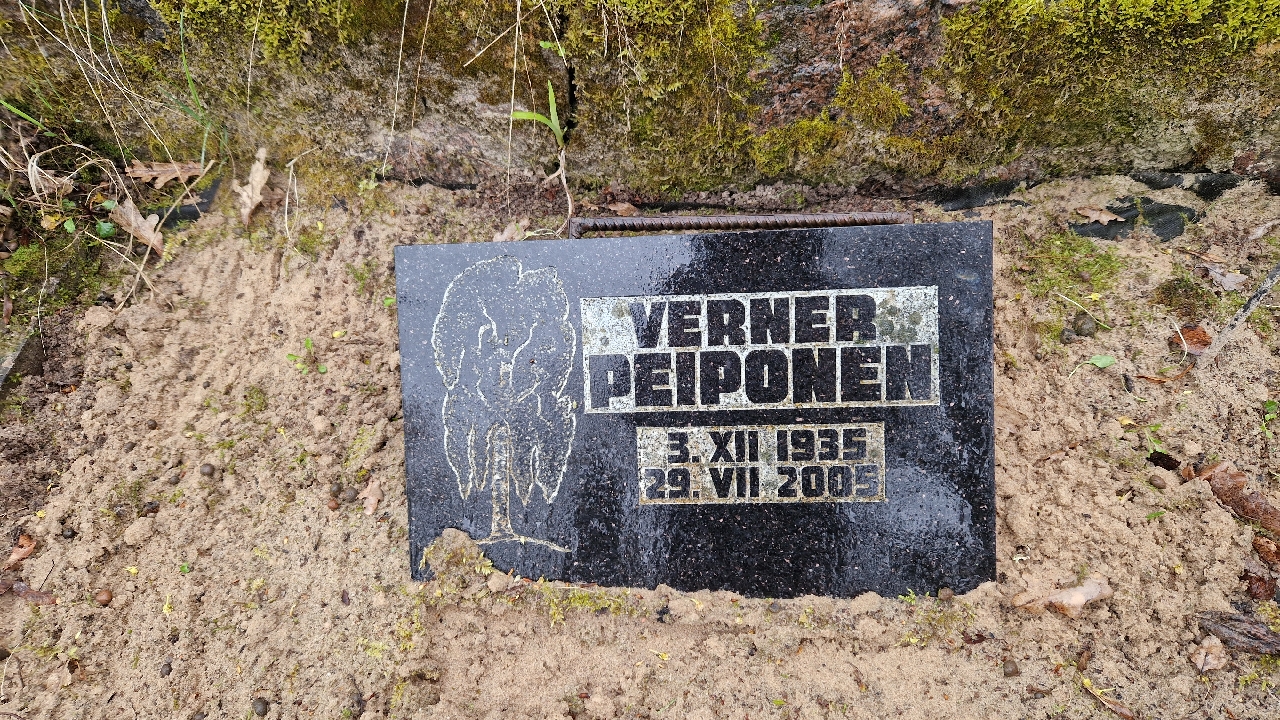 VERNER
PEIPONEN
3. XII 1935
29. VII 2005